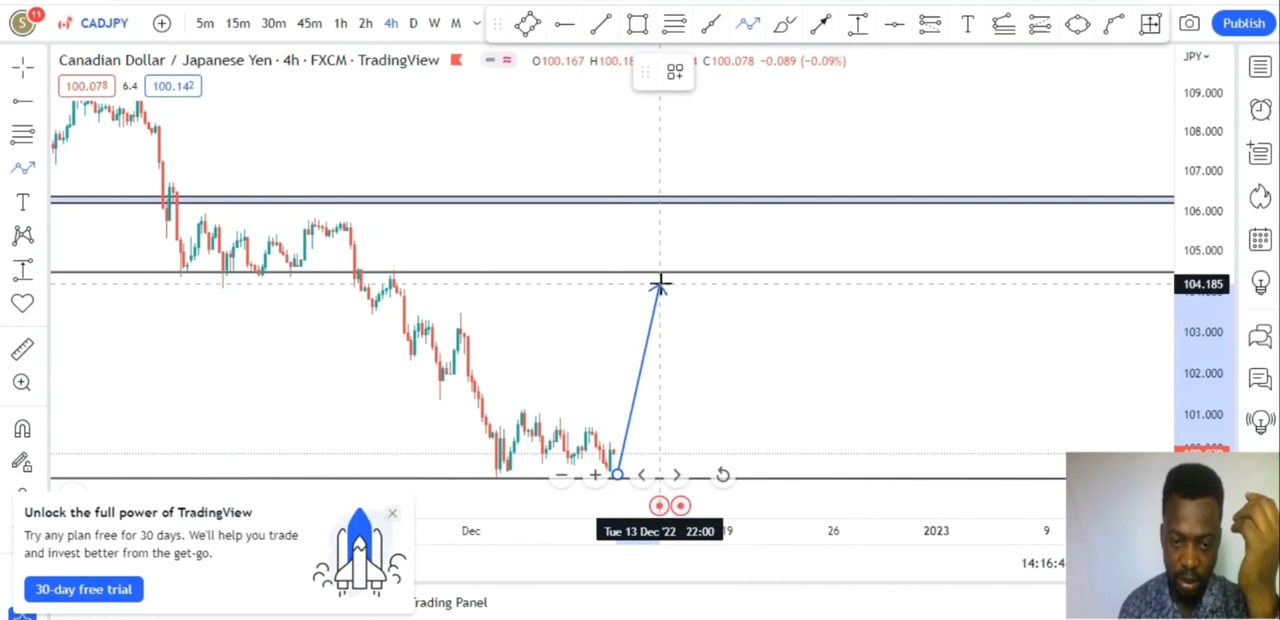 S 11 CADJPY 5m 15m 30m 45m 1h 2h 4h D W M T Publish
Canadian Dollar / Japanese Yen · 4h · FXCM · TradingView O100.167 H100.18 C100.078 −0.089 (−0.09%) JPY
100.078 6.4 100.142
109.000
108.000
107.000
106.000
105.000
104.185
103.000
102.000
101.000
T
Unlock the full power of TradingView
Try any plan free for 30 days. We'll help you trade
and invest better from the get-go.
30-day free trial
Dec Tue 13 Dec '22 22:00 19 26 2023 9
14:16:4
rading Panel